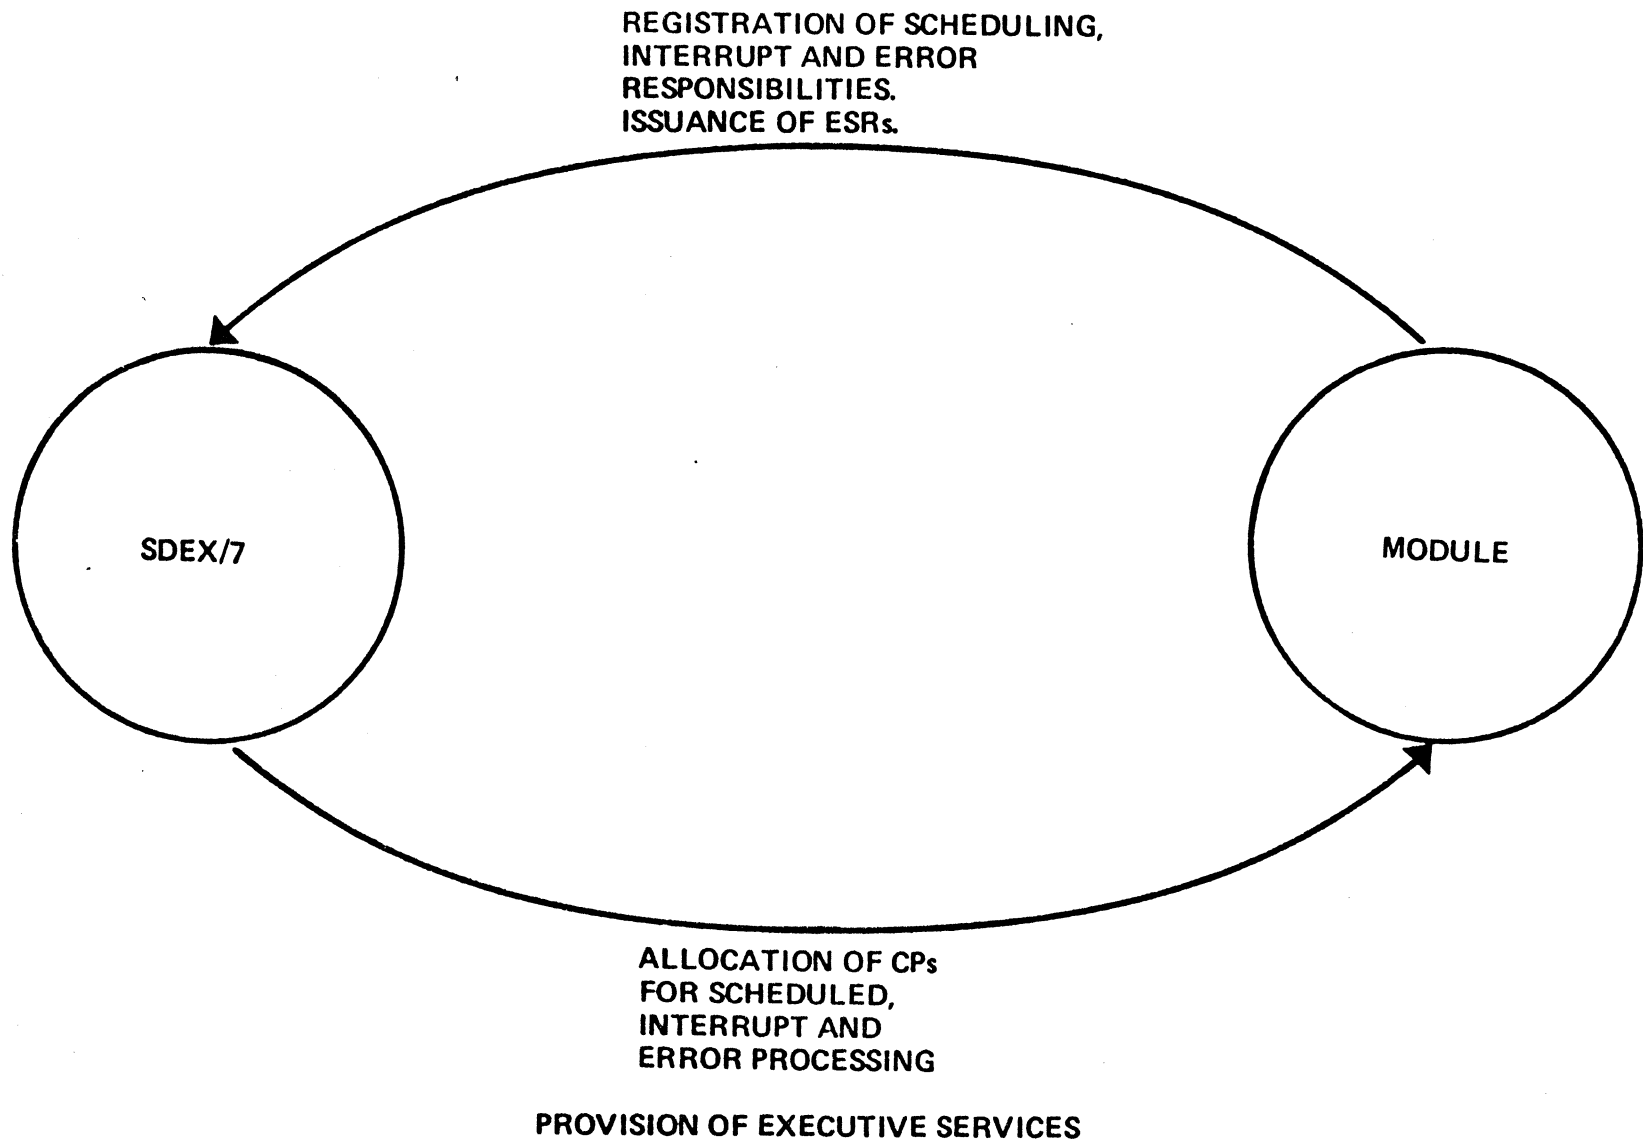 REGISTRATION OF SCHEDULING,
INTERRUPT AND ERROR
RESPONSIBILITIES.
ISSUANCE OF ESRs.
SDEX/7
MODULE
ALLOCATION OF CPs
FOR SCHEDULED,
INTERRUPT AND
ERROR PROCESSING
PROVISION OF EXECUTIVE SERVICES